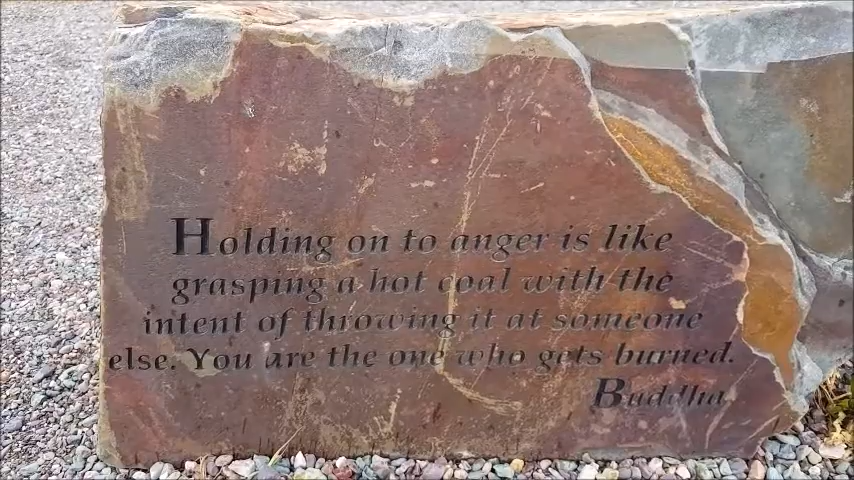 Holding on to anger is like
grasping a hot coal with the
intent of throwing it at someone
else. You are the one who gets burned.
Buddha